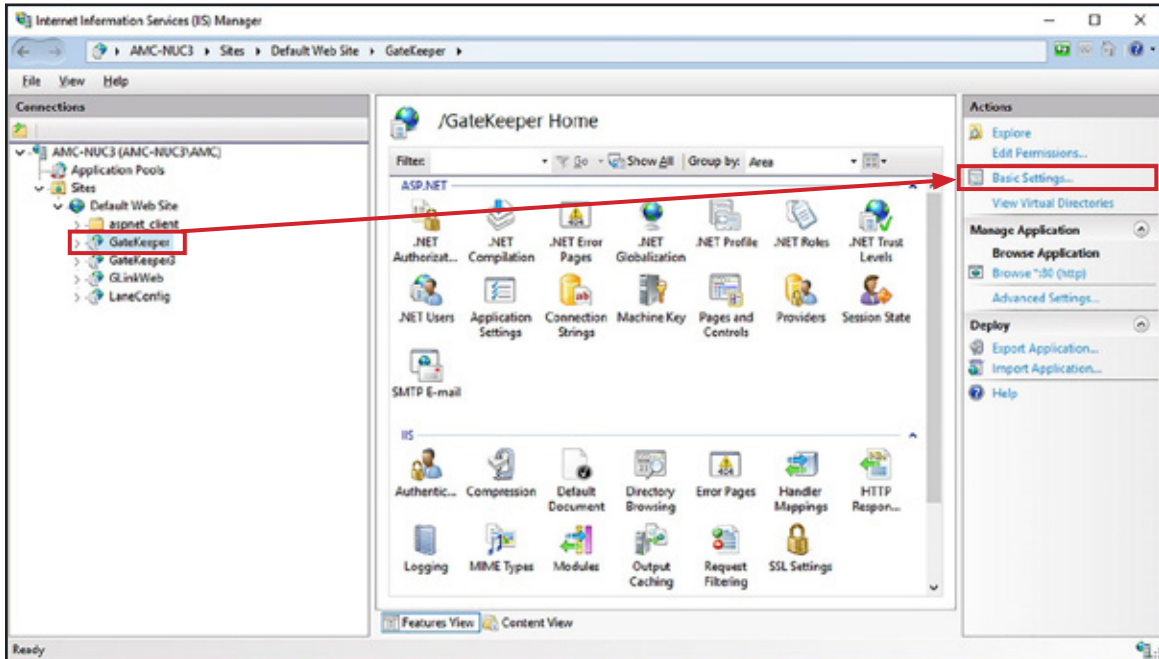 Internet Information Services (IIS) Manager
AMC-NUC3 Sites Default Web Site GateKeeper
File View Help
Connections
AMC-NUC3 (AMC-NUC3\AMC)
Application Pools
Sites
Default Web Site
aspnet_client
GateKeeper
GateKeeper3
GLinkWeb
LaneConfig
/GateKeeper Home
Filter: Go Show All Group by: Area
ASP.NET
.NET Authorizat...
.NET Compilation
.NET Error Pages
.NET Globalization
.NET Profile
.NET Roles
.NET Trust Levels
.NET Users
Application Settings
Connection Strings
Machine Key
Pages and Controls
Providers
Session State
SMTP E-mail
IIS
Authentic...
Compression
Default Document
Directory Browsing
Error Pages
Handler Mappings
HTTP Respon...
Logging
MIME Types
Modules
Output Caching
Request Filtering
SSL Settings
Features View Content View
Actions
Explore
Edit Permissions...
Basic Settings...
View Virtual Directories
Manage Application
Browse Application
Browse *:80 (http)
Advanced Settings...
Deploy
Export Application...
Import Application...
Help
Ready